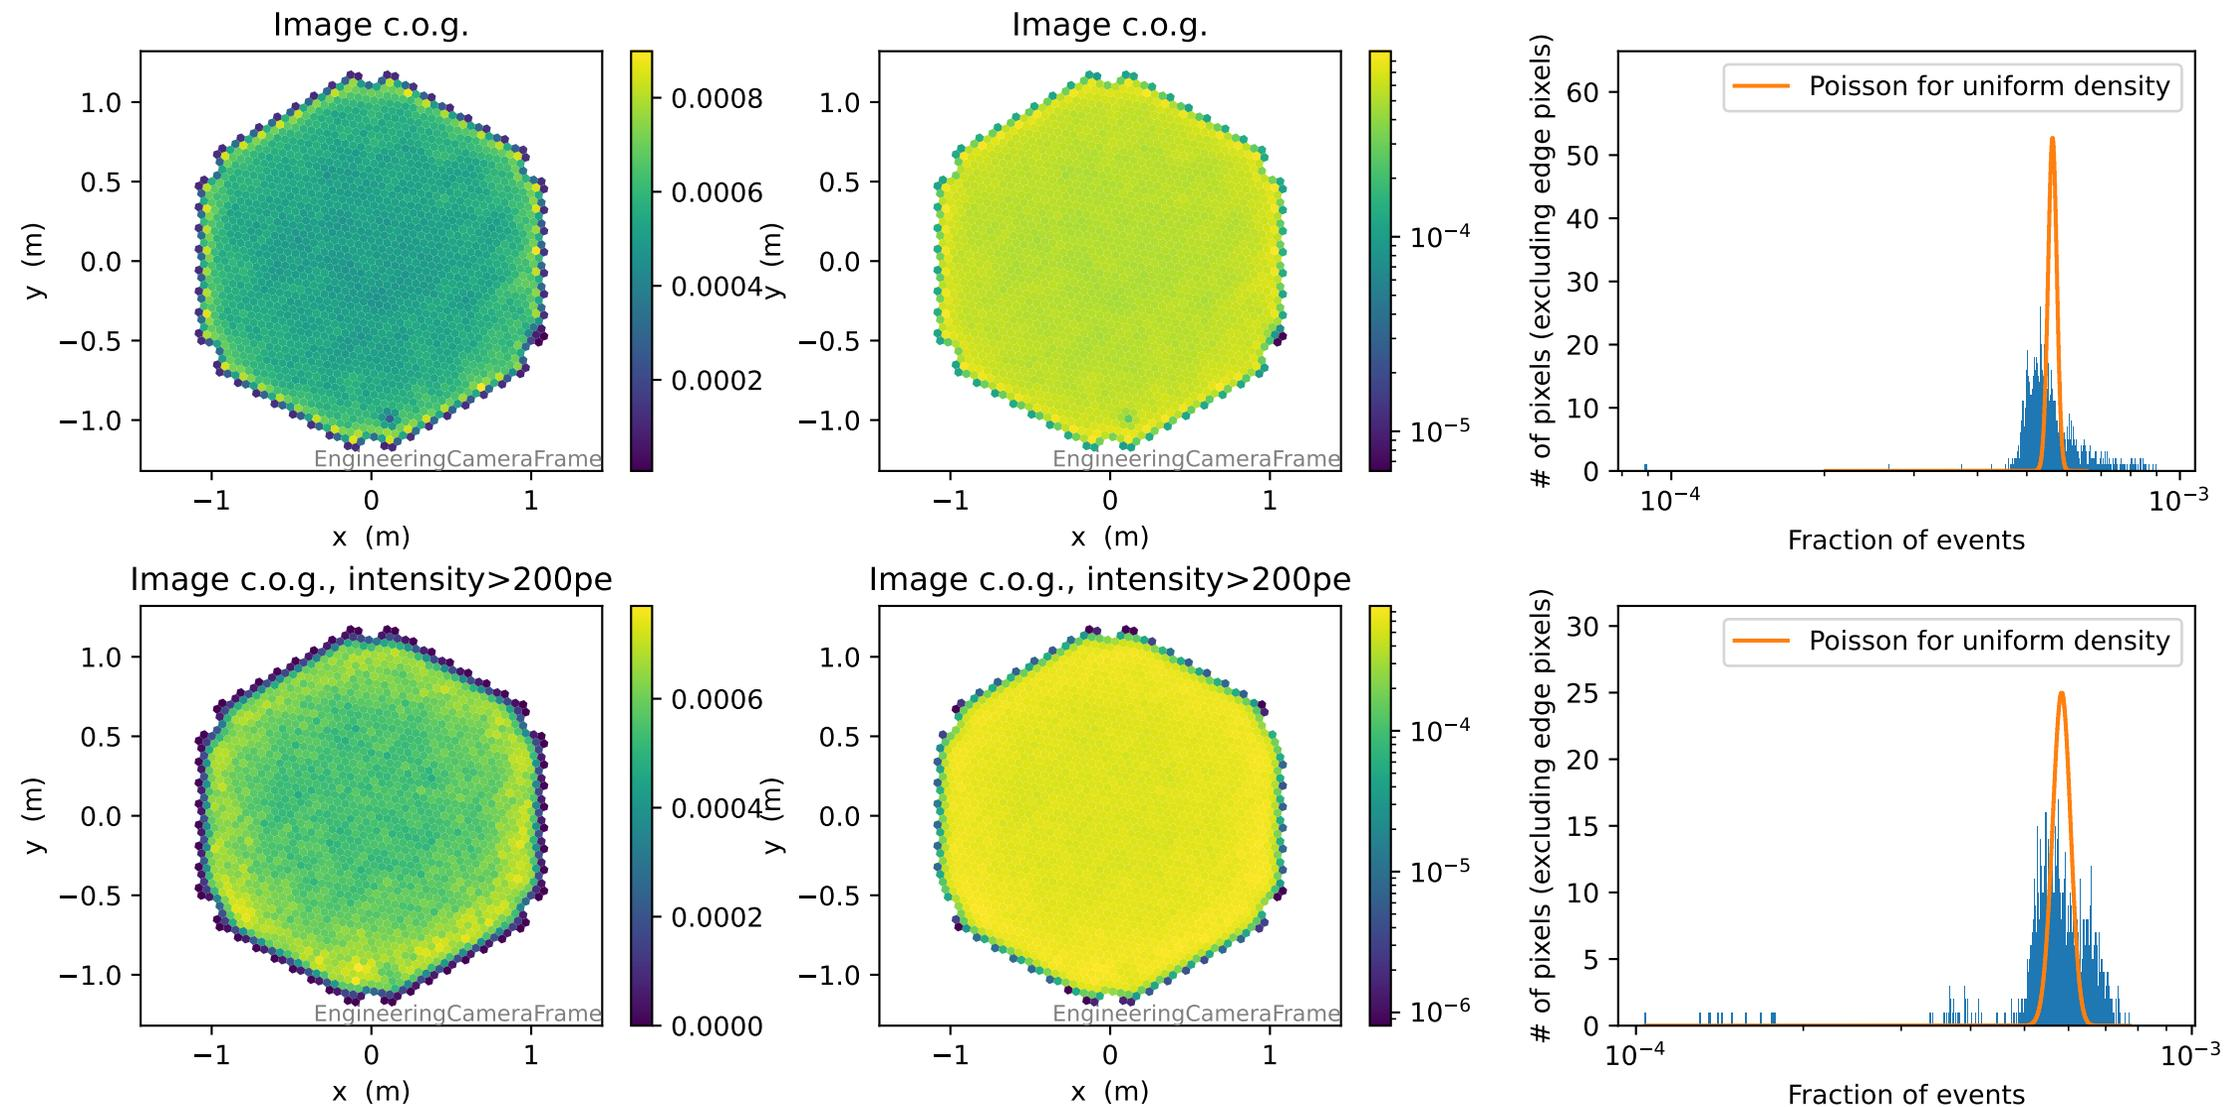 Image c.o.g.
1.0
0.5
0.0
−0.5
−1.0
y (m)
−1 0 1
x (m)
EngineeringCameraFrame
0.0008
0.0006
0.0004
0.0002
Image c.o.g.
1.0
0.5
0.0
−0.5
−1.0
y (m)
−1 0 1
x (m)
EngineeringCameraFrame
10⁻⁴
10⁻⁵
# of pixels (excluding edge pixels)
60
50
40
30
20
10
0
Poisson for uniform density
10⁻⁴ 10⁻³
Fraction of events
Image c.o.g., intensity>200pe
1.0
0.5
0.0
−0.5
−1.0
y (m)
−1 0 1
x (m)
EngineeringCameraFrame
0.0006
0.0004
0.0002
0.0000
Image c.o.g., intensity>200pe
1.0
0.5
0.0
−0.5
−1.0
y (m)
−1 0 1
x (m)
EngineeringCameraFrame
10⁻⁴
10⁻⁵
10⁻⁶
# of pixels (excluding edge pixels)
30
25
20
15
10
5
0
Poisson for uniform density
10⁻⁴ 10⁻³
Fraction of events